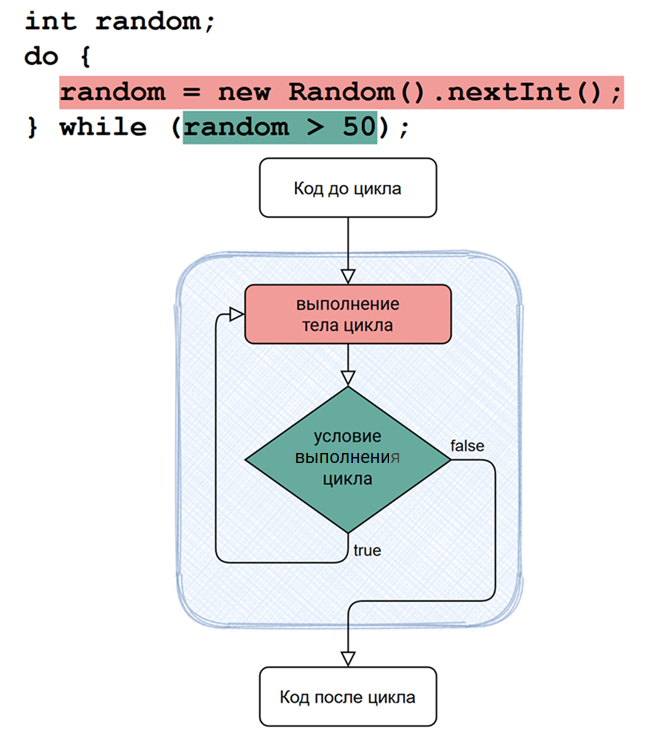 int random;
do {
random = new Random().nextInt();
} while (random > 50);
Код до цикла
выполнение
тела цикла
условие
выполнения
цикла
false
true
Код после цикла